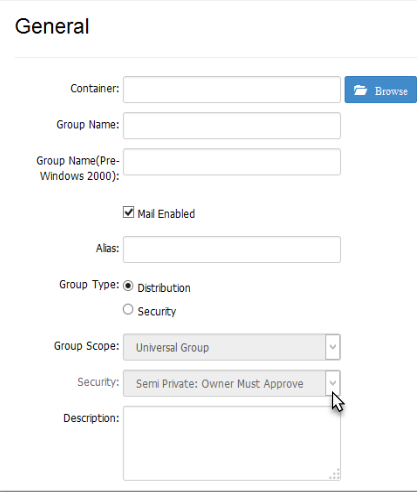 General
Container:
Browse
Group Name:
Group Name(Pre-
Windows 2000):
Mail Enabled
Alias:
Group Type:
Distribution
Security
Group Scope:
Universal Group
Security:
Semi Private: Owner Must Approve
Description: